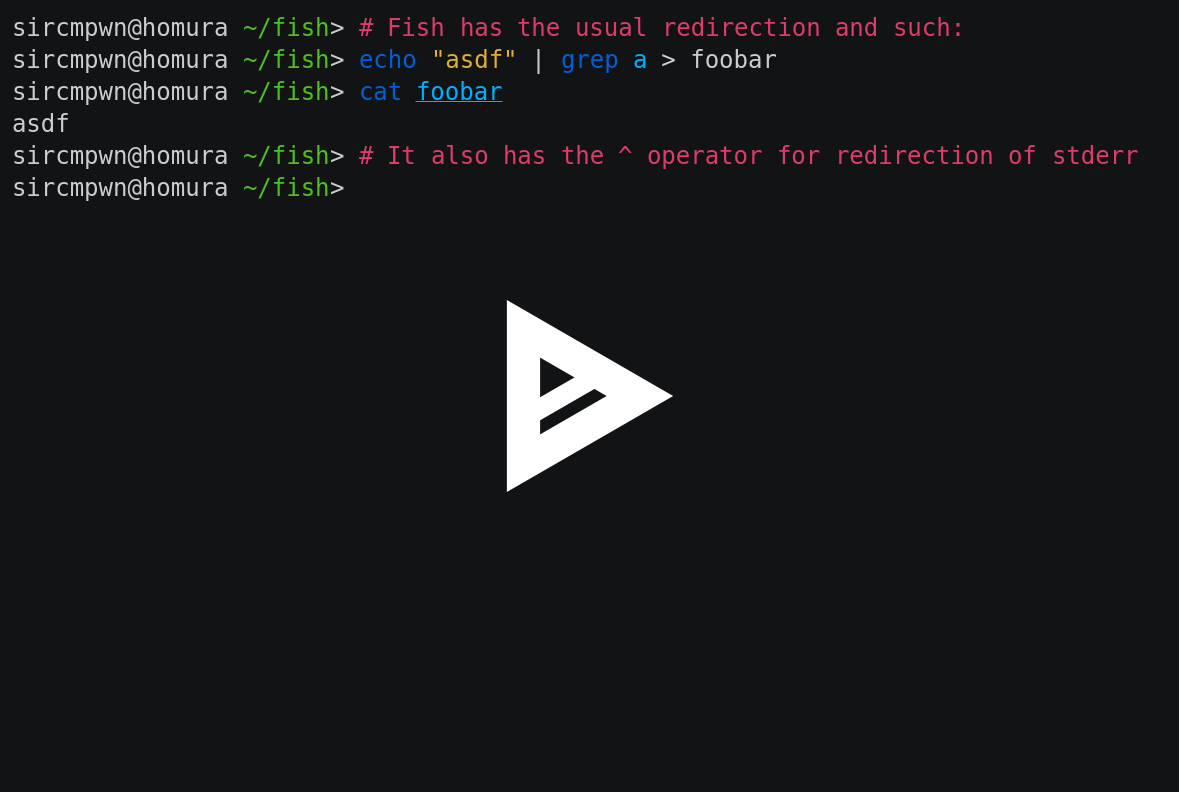 sircmpwn@homura ~/fish> # Fish has the usual redirection and such:
sircmpwn@homura ~/fish> echo "asdf" | grep a > foobar
sircmpwn@homura ~/fish> cat foobar
asdf
sircmpwn@homura ~/fish> # It also has the ^ operator for redirection of stderr
sircmpwn@homura ~/fish>